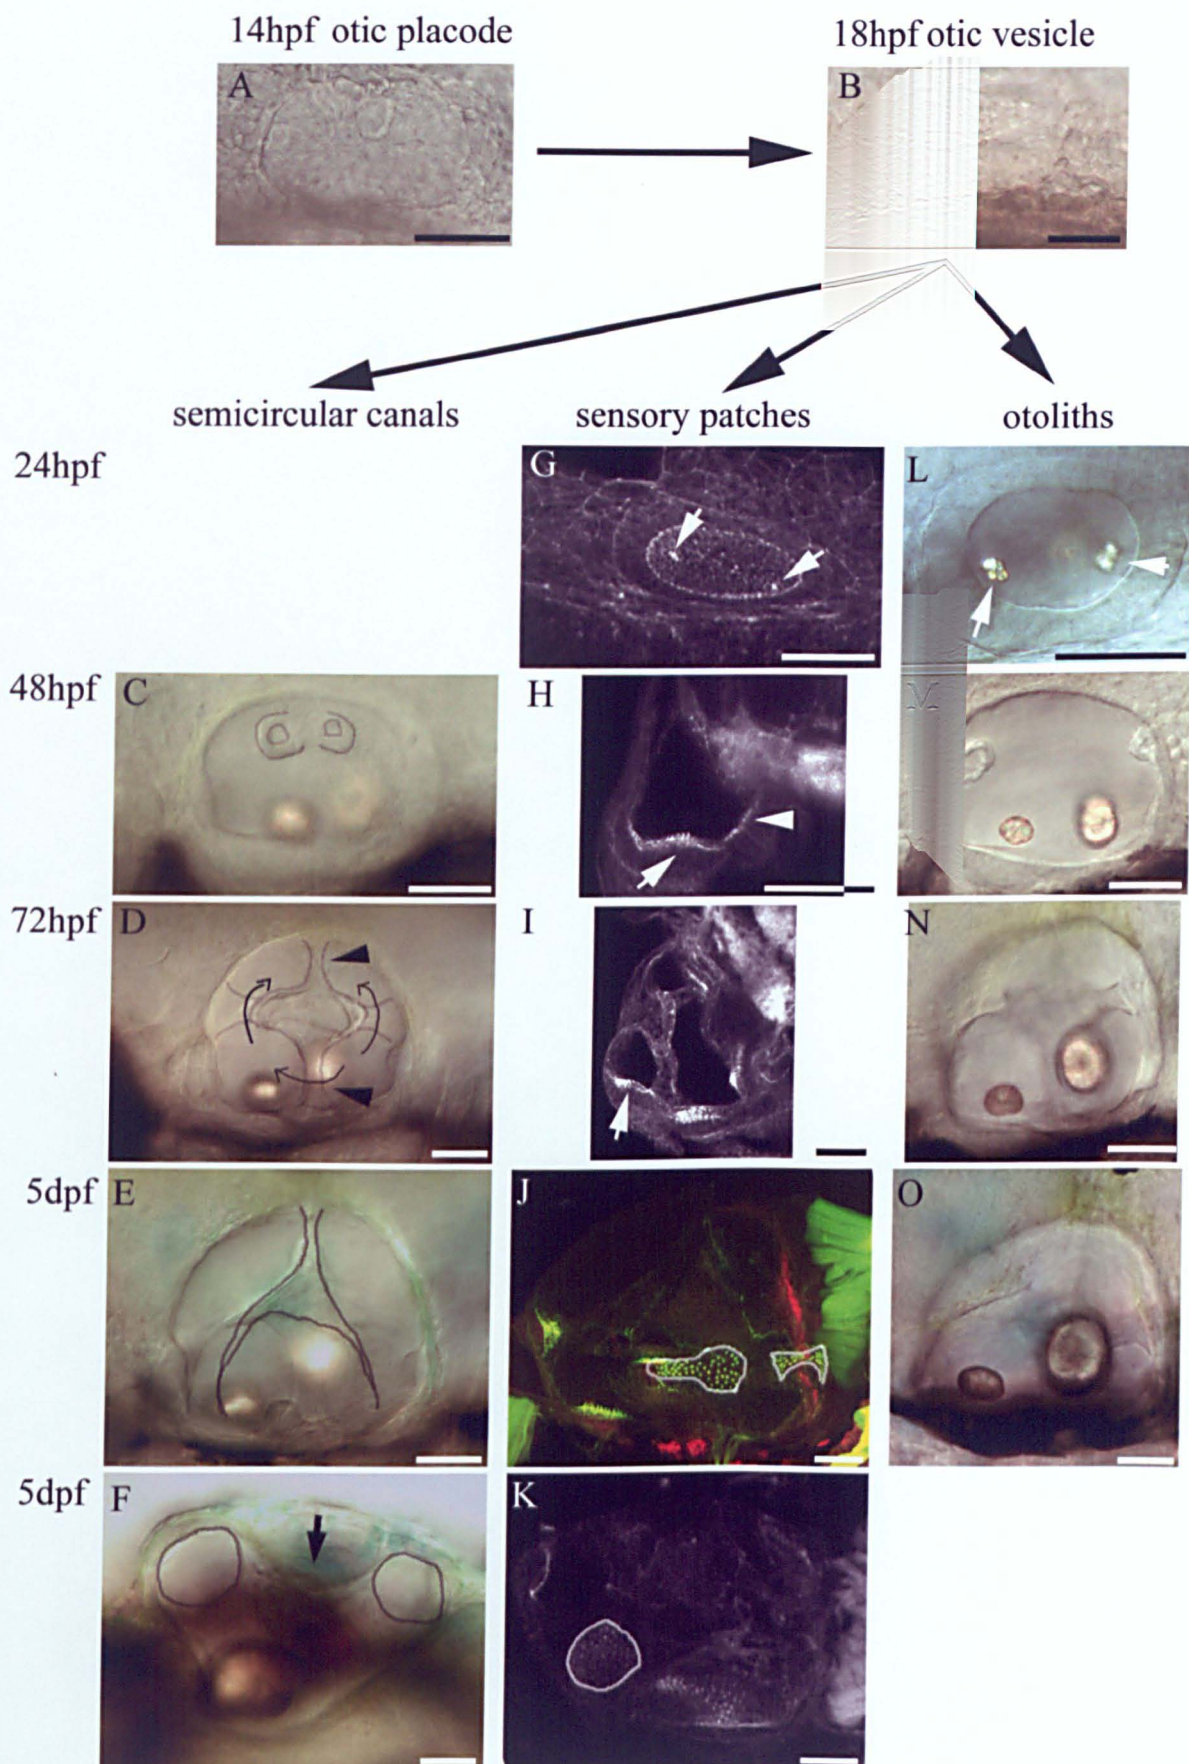 14hpf otic placode
18hpf otic vesicle
A
B
semicircular canals
sensory patches
otoliths
24hpf
G
L
48hpf
C
H
72hpf
D
I
N
5dpf
E
J
O
5dpf
F
K